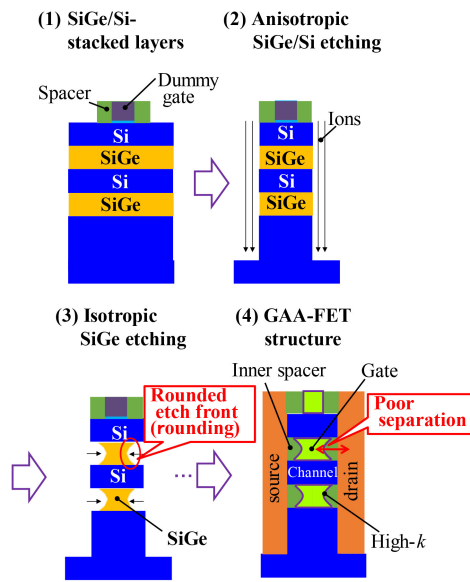 (1) SiGe/Si-
stacked layers
Spacer
Dummy
gate
Si
SiGe
Si
SiGe
(2) Anisotropic
SiGe/Si etching
Ions
Si
SiGe
Si
SiGe
(3) Isotropic
SiGe etching
Rounded
etch front
(rounding)
Si
Si
SiGe
...
(4) GAA-FET
structure
Inner spacer
Gate
Poor
separation
source
Channel
drain
High-k